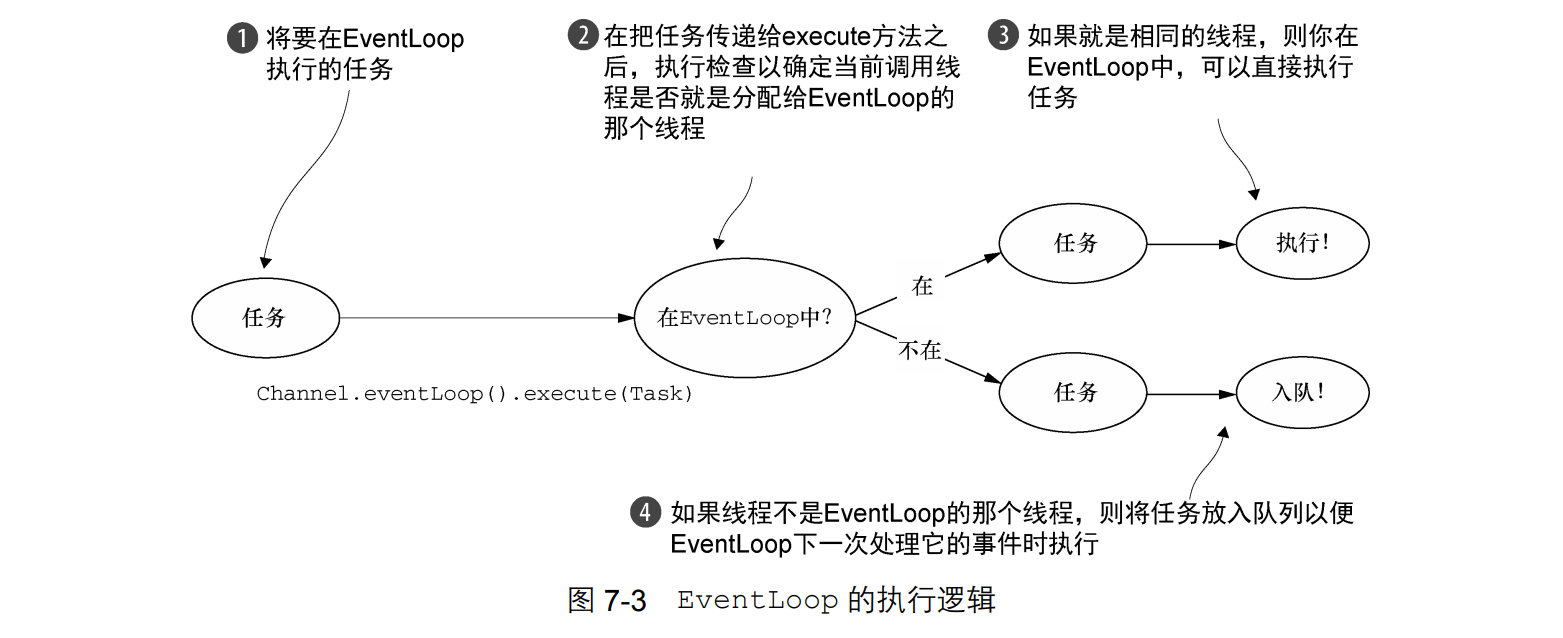 1 将要在EventLoop
执行的任务
2 在把任务传递给execute方法之
后，执行检查以确定当前调用线
程是否就是分配给EventLoop的
那个线程
3 如果就是相同的线程，则你在
EventLoop中，可以直接执行
任务
任务
Channel.eventLoop().execute(Task)
在EventLoop中？
在
任务
执行！
不在
任务
入队！
4 如果线程不是EventLoop的那个线程，则将任务放入队列以便
EventLoop下一次处理它的事件时执行
图 7-3 EventLoop 的执行逻辑